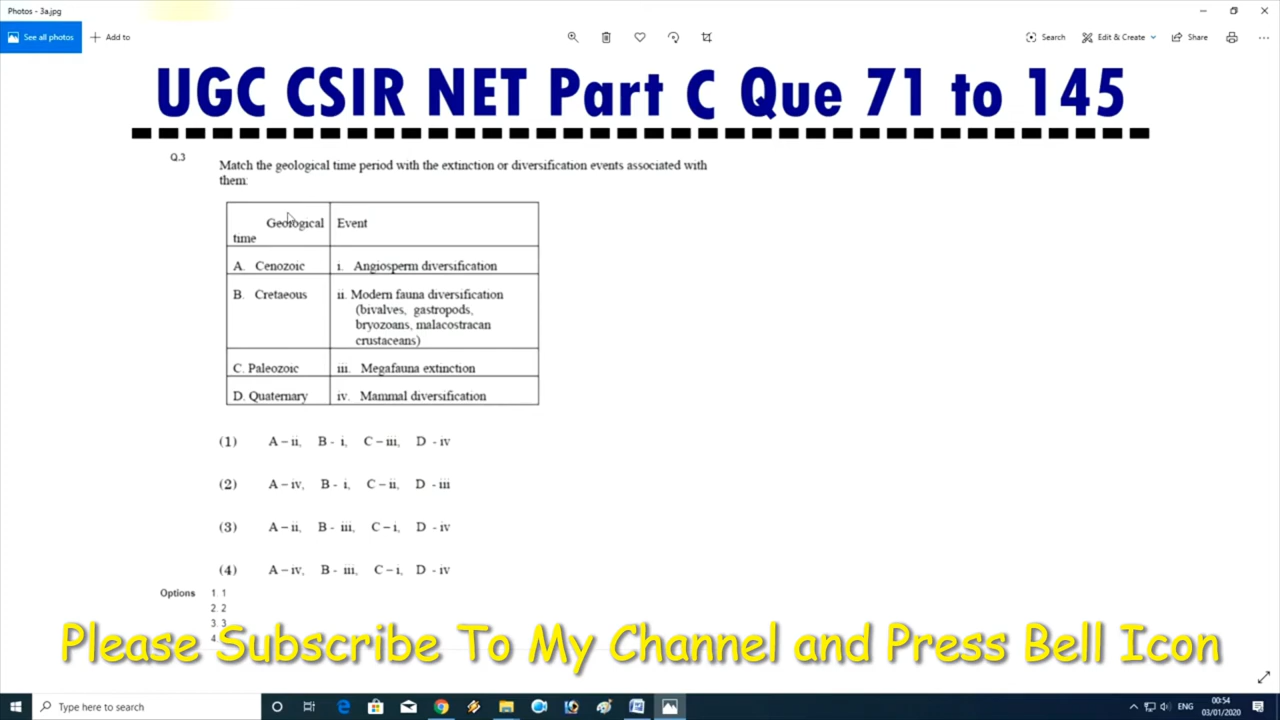 Photos - 3a.jpg
See all photos
Add to
Search
Edit & Create
Share
UGC CSIR NET Part C Que 71 to 145
Q.3
Match the geological time period with the extinction or diversification events associated with
them:
Geological
time
Event
A. Cenozoic
i. Angiosperm diversification
B. Cretaeous
ii. Modern fauna diversification
(bivalves, gastropods,
bryozoans, malacostracan
crustaceans)
C. Paleozoic
iii. Megafauna extinction
D. Quaternary
iv. Mammal diversification
(1) A – ii, B - i, C – iii, D - iv
(2) A – iv, B - i, C – ii, D - iii
(3) A – ii, B - iii, C – i, D - iv
(4) A – iv, B - iii, C – i, D - iv
Options
1. 1
2. 2
3. 3
4
Please Subscribe To My Channel and Press Bell Icon
Type here to search
ENG
00:54
03/01/2020